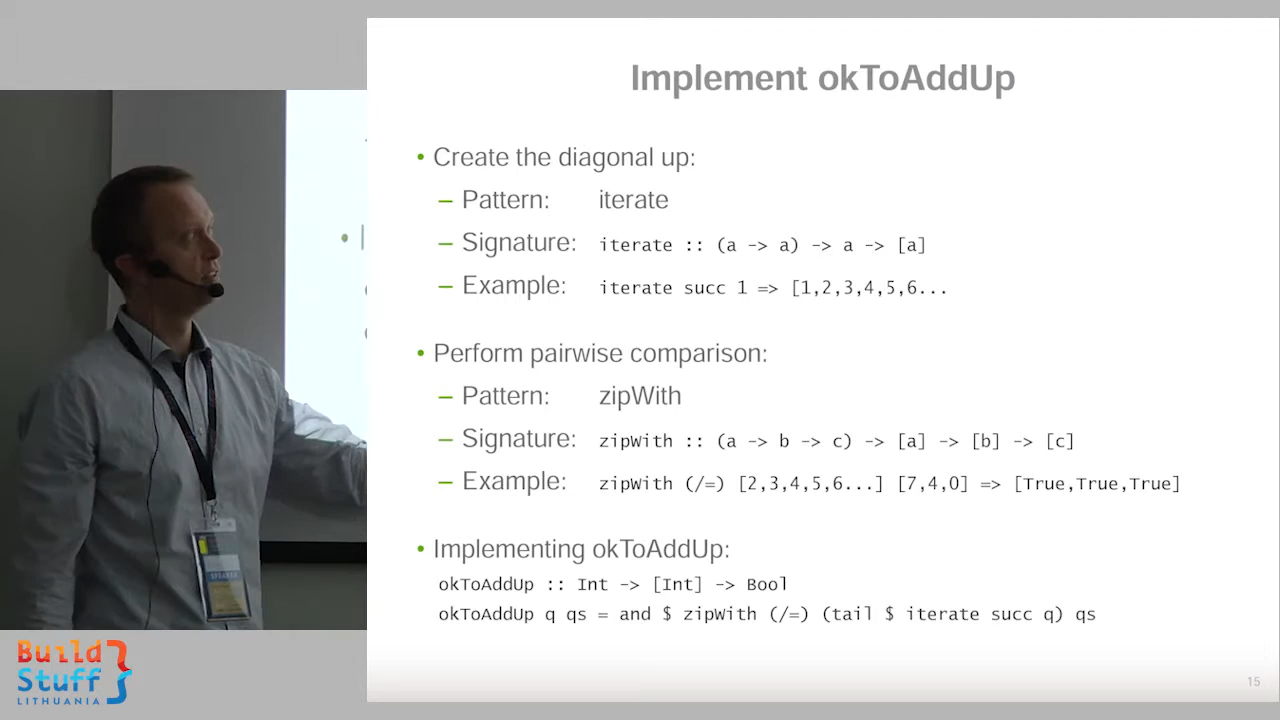 Implement okToAddUp
• Create the diagonal up:
– Pattern: iterate
– Signature: iterate :: (a -> a) -> a -> [a]
– Example: iterate succ 1 => [1,2,3,4,5,6...
• Perform pairwise comparison:
– Pattern: zipWith
– Signature: zipWith :: (a -> b -> c) -> [a] -> [b] -> [c]
– Example: zipWith (/=) [2,3,4,5,6...] [7,4,0] => [True,True,True]
• Implementing okToAddUp:
okToAddUp :: Int -> [Int] -> Bool
okToAddUp q qs = and $ zipWith (/=) (tail $ iterate succ q) qs
15
SPEAKER
Build
Stuff
LITHUANIA